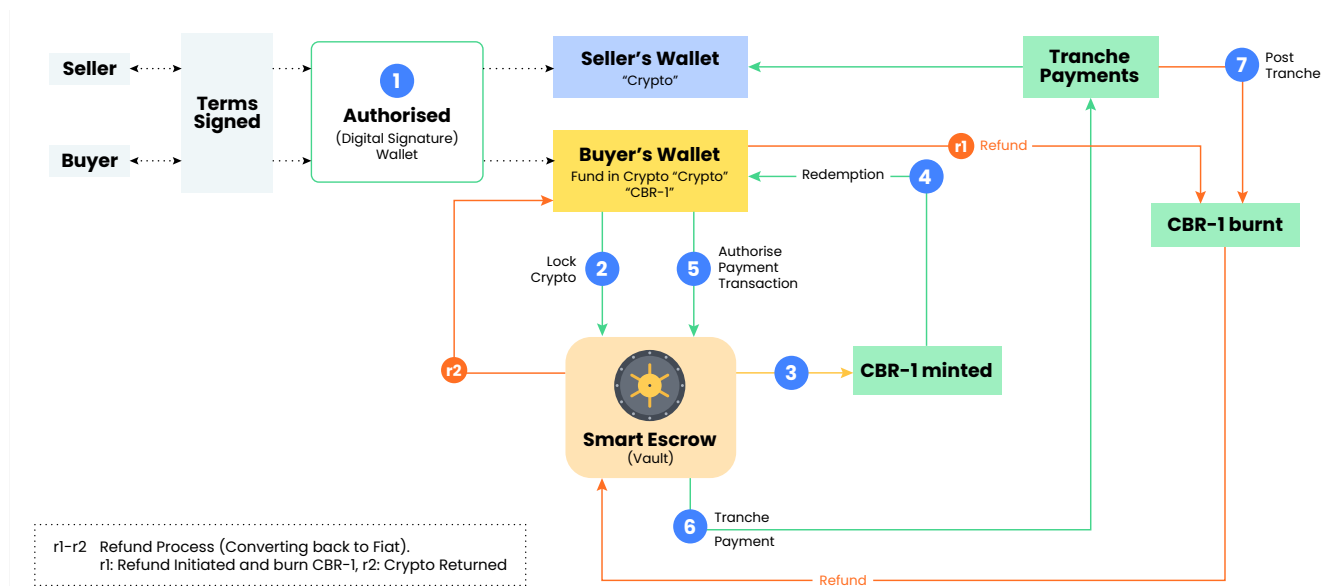 Seller
Buyer
Terms
Signed
1
Authorised
(Digital Signature)
Wallet
Seller’s Wallet
“Crypto”
Buyer’s Wallet
Fund in Crypto “Crypto”
“CBR-1”
Tranche
Payments
7
Post
Tranche
r1
Refund
Redemption
4
CBR-1 burnt
Lock
Crypto
2
5
Authorise
Payment
Transaction
r2
3
CBR-1 minted
Smart Escrow
(Vault)
6
Tranche
Payment
r1-r2 Refund Process (Converting back to Fiat).
r1: Refund Initiated and burn CBR-1, r2: Crypto Returned
Refund